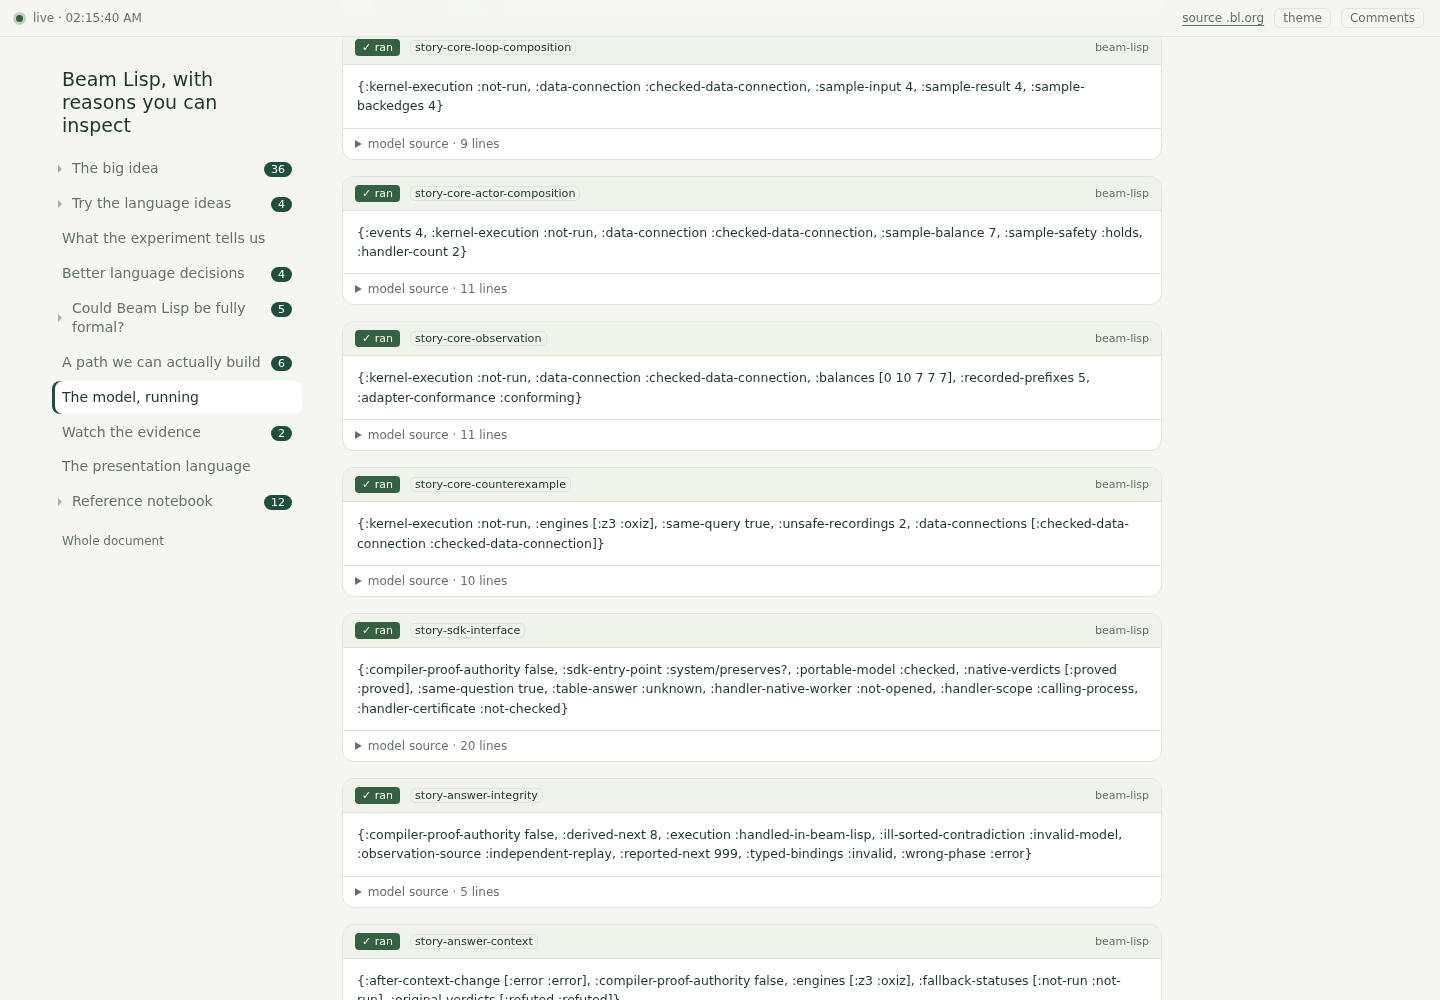 live · 02:15:40 AM
source .bl.org
theme
Comments
Beam Lisp, with
reasons you can
inspect
The big idea 36
Try the language ideas 4
What the experiment tells us
Better language decisions 4
Could Beam Lisp be fully 5
formal?
A path we can actually build 6
The model, running
Watch the evidence 2
The presentation language
Reference notebook 12
Whole document
✓ ran story-core-loop-composition beam-lisp
{:kernel-execution :not-run, :data-connection :checked-data-connection, :sample-input 4, :sample-result 4, :sample-
backedges 4}
model source · 9 lines
✓ ran story-core-actor-composition beam-lisp
{:events 4, :kernel-execution :not-run, :data-connection :checked-data-connection, :sample-balance 7, :sample-safety :holds,
:handler-count 2}
model source · 11 lines
✓ ran story-core-observation beam-lisp
{:kernel-execution :not-run, :data-connection :checked-data-connection, :balances [0 10 7 7 7], :recorded-prefixes 5,
:adapter-conformance :conforming}
model source · 11 lines
✓ ran story-core-counterexample beam-lisp
{:kernel-execution :not-run, :engines [:z3 :oxiz], :same-query true, :unsafe-recordings 2, :data-connections [:checked-data-
connection :checked-data-connection]}
model source · 10 lines
✓ ran story-sdk-interface beam-lisp
{:compiler-proof-authority false, :sdk-entry-point :system/preserves?, :portable-model :checked, :native-verdicts [:proved
:proved], :same-question true, :table-answer :unknown, :handler-native-worker :not-opened, :handler-scope :calling-process,
:handler-certificate :not-checked}
model source · 20 lines
✓ ran story-answer-integrity beam-lisp
{:compiler-proof-authority false, :derived-next 8, :execution :handled-in-beam-lisp, :ill-sorted-contradiction :invalid-model,
:observation-source :independent-replay, :reported-next 999, :typed-bindings :invalid, :wrong-phase :error}
model source · 5 lines
✓ ran story-answer-context beam-lisp
{:after-context-change [:error :error], :compiler-proof-authority false, :engines [:z3 :oxiz], :fallback-statuses [:not-run :not-
run], :original-verdicts [:refuted :refuted]}